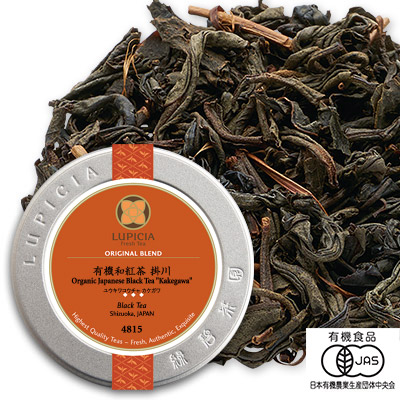 LUPICIA
LUPICIA
Fresh Tea
ORIGINAL BLEND
有機和紅茶 掛川
Organic Japanese Black Tea "Kakegawa"
ユウキワコウチャ カケガワ
Black Tea
Shizuoka, JAPAN
4815
Highest Quality Teas – Fresh, Authentic, Exquisite
緑碧茶園
有機食品
JAS
日本有機農業生産団体中央会